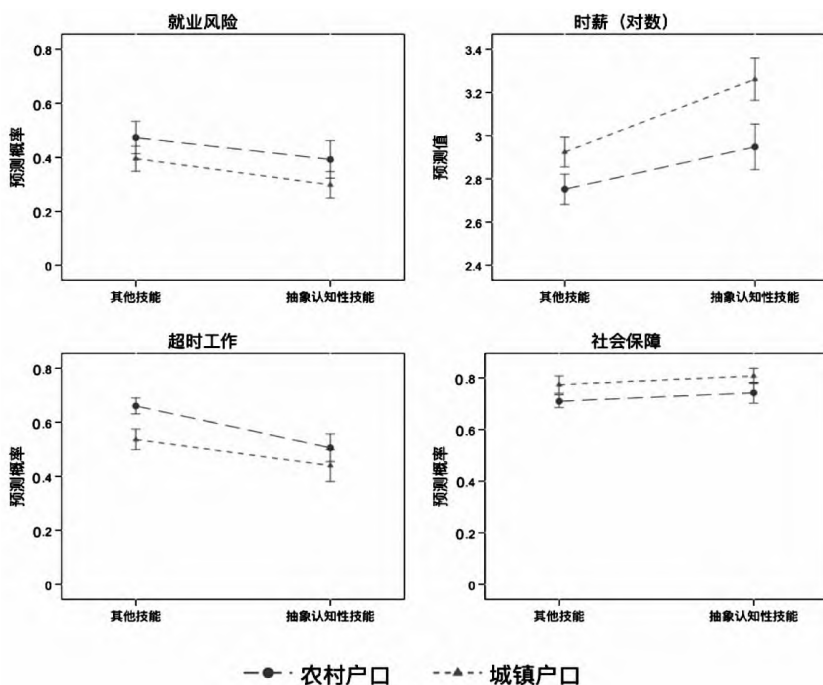 就业风险
0.8
0.6
0.4
0.2
0
预测概率
其他技能
抽象认知性技能
时薪（对数）
3.4
3.2
3
2.8
2.6
2.4
预测值
其他技能
抽象认知性技能
超时工作
0.8
0.6
0.4
0.2
0
预测概率
其他技能
抽象认知性技能
社会保障
0.8
0.6
0.4
0.2
0
预测概率
其他技能
抽象认知性技能
农村户口
城镇户口